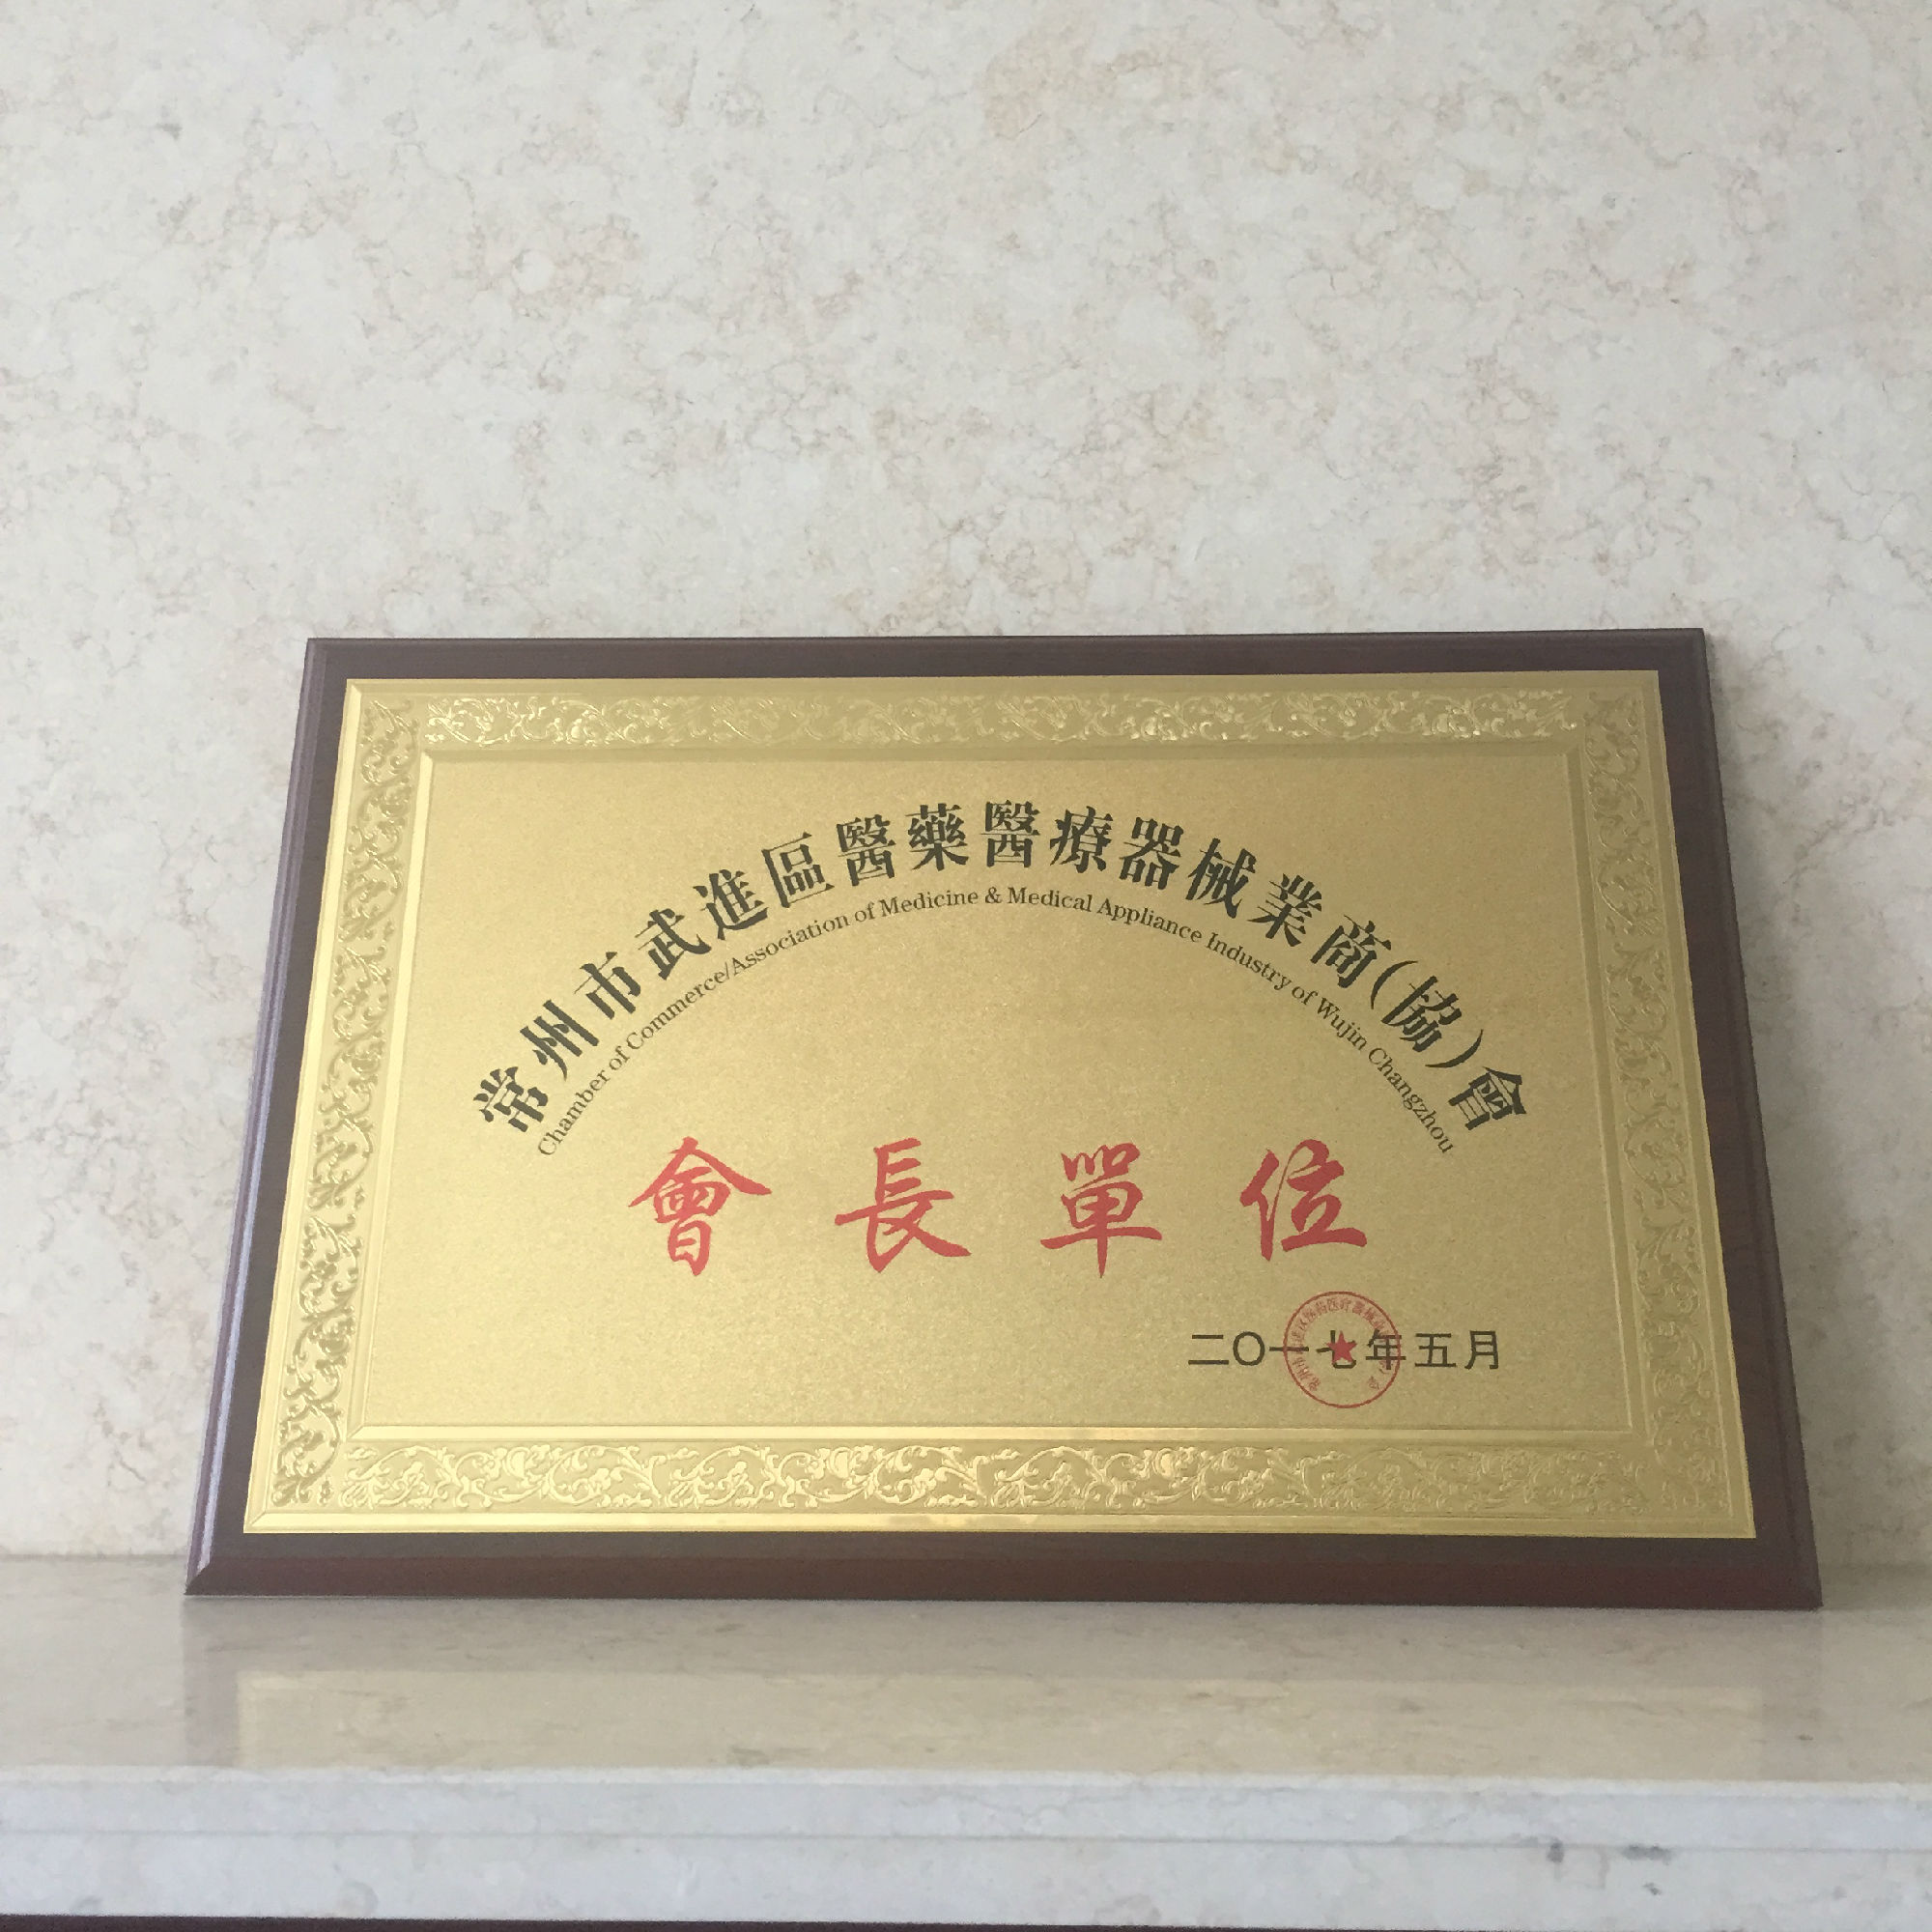 常州市武進區醫藥醫療器械業商(協)會
Chamber of Commerce/Association of Medicine & Medical Appliance Industry of Wujin Changzhou
會長單位
二〇一七年五月